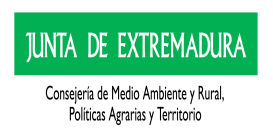 JUNTA DE EXTREMADURA
Consejería de Medio Ambiente y Rural,
Políticas Agrarias y Territorio